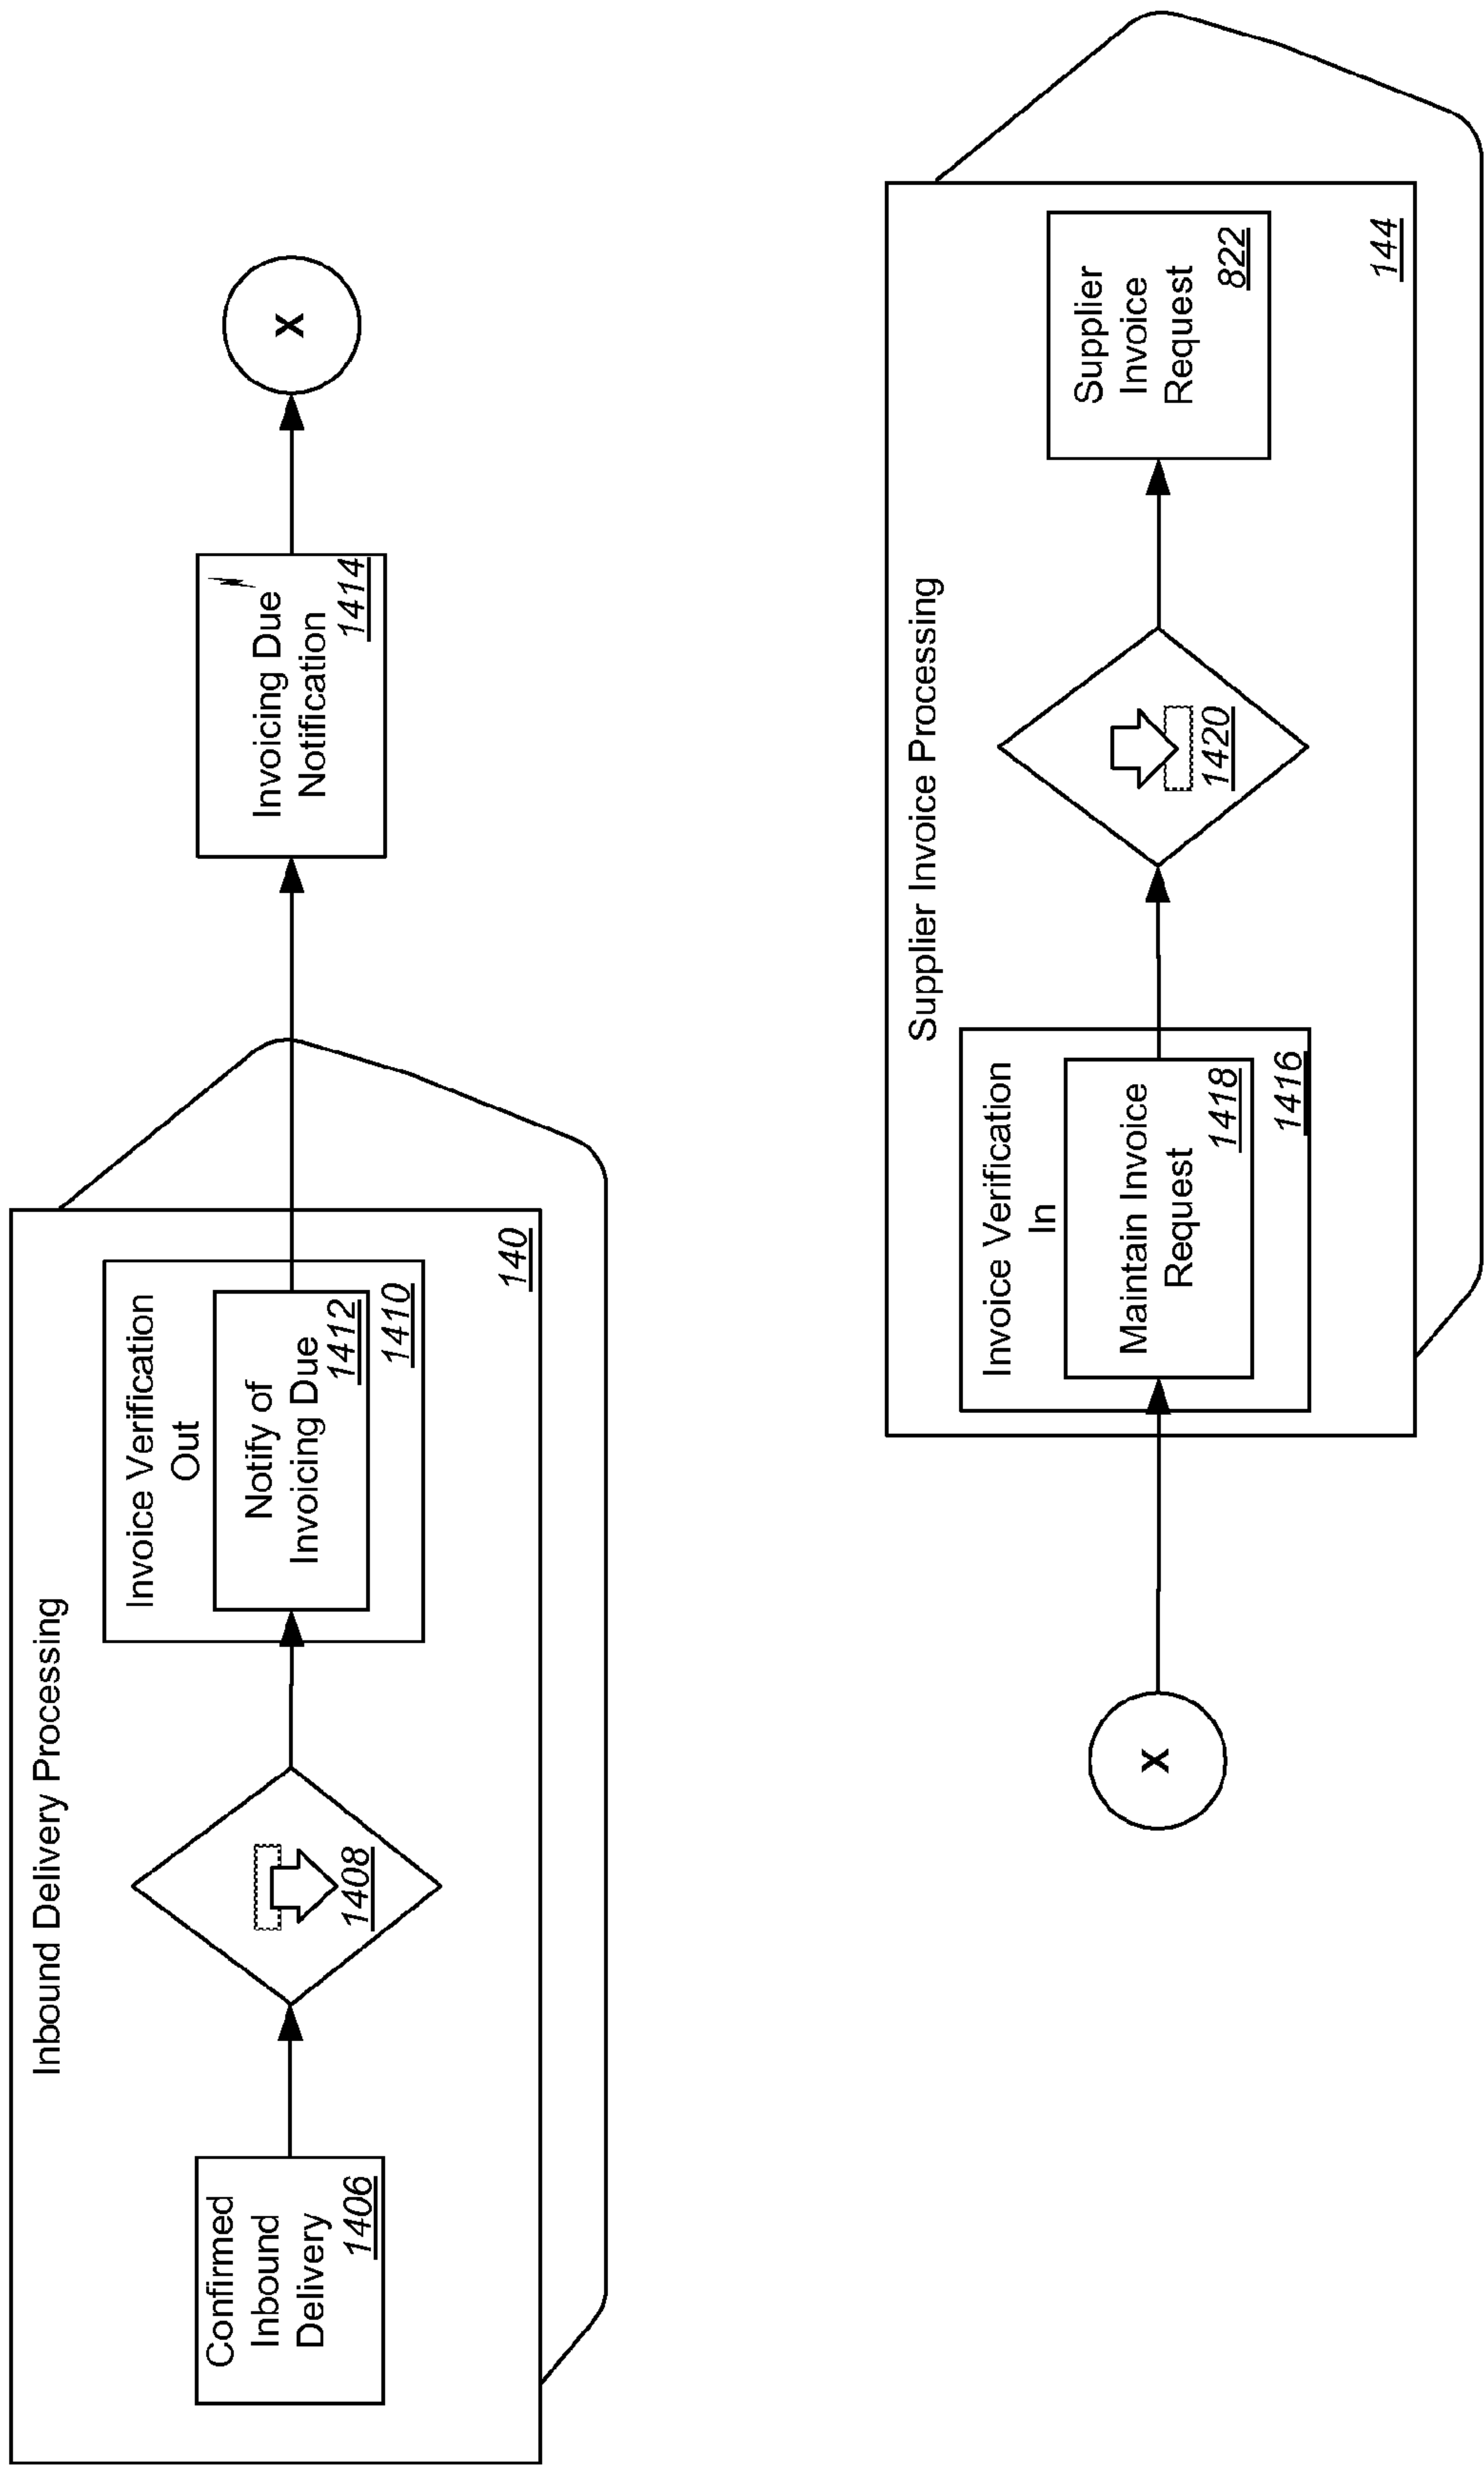 Inbound Delivery Processing
Confirmed
Inbound
Delivery
1406
1408
Invoice Verification
Out
Notify of
Invoicing Due
1412
1410
140
Invoicing Due
Notification
1414
X
X
Supplier Invoice Processing
Invoice Verification
In
Maintain Invoice
Request
1418
1416
1420
Supplier
Invoice
Request
822
144